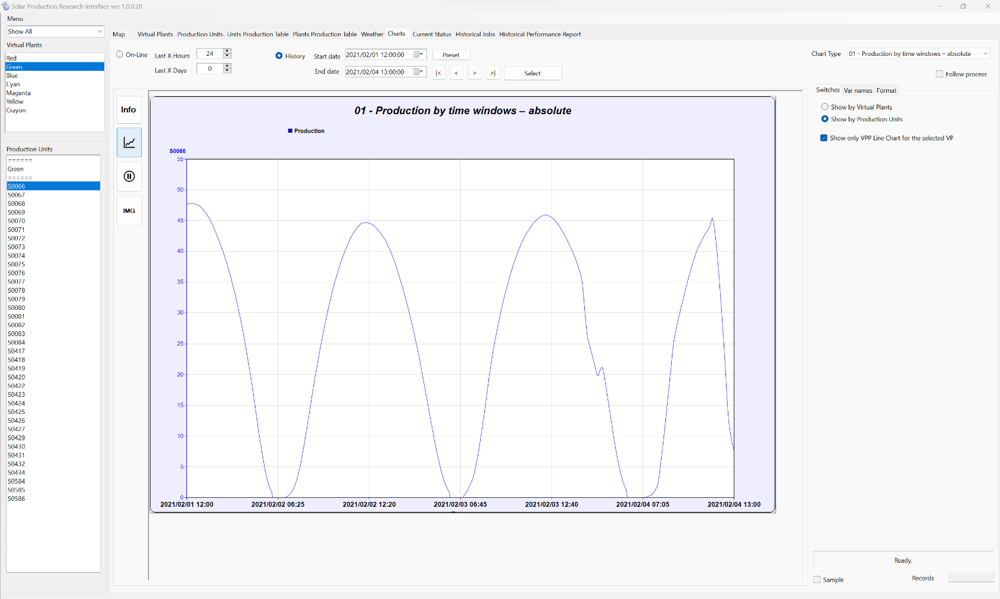 Solar Production Research Interface ver 1.0.0.20
Menu
Show All
Virtual Plants
Red
Green
Blue
Cyan
Magenta
Yellow
Crayon
Production Units
======
Green
======
S0066
S0067
S0068
S0069
S0070
S0071
S0072
S0073
S0074
S0075
S0076
S0077
S0078
S0079
S0080
S0081
S0082
S0083
S0084
S0417
S0418
S0419
S0420
S0422
S0423
S0424
S0425
S0426
S0427
S0429
S0430
S0431
S0432
S0434
S0584
S0585
S0586
Map Virtual Plants Production Units Units Production Table Plants Production Table Weather Charts Current Status Historical Jobs Historical Performance Report
On-Line Last X Hours 24
Last X Days 0
History Start date 2021/02/01 12:00:00 Preset
End date 2021/02/04 13:00:00 |< < > >| Select
Chart Type 01 - Production by time windows – absolute
Follow process
Info
IMG
01 - Production by time windows – absolute
Production
S0066
55
50
45
40
35
30
25
20
15
10
5
0
2021/02/01 12:00 2021/02/02 06:25 2021/02/02 12:20 2021/02/03 06:45 2021/02/03 12:40 2021/02/04 07:05 2021/02/04 13:00
Switches Var names Format
Show by Virtual Plants
Show by Production Units
Show only VPP Line Chart for the selected VP
Ready.
Sample Records